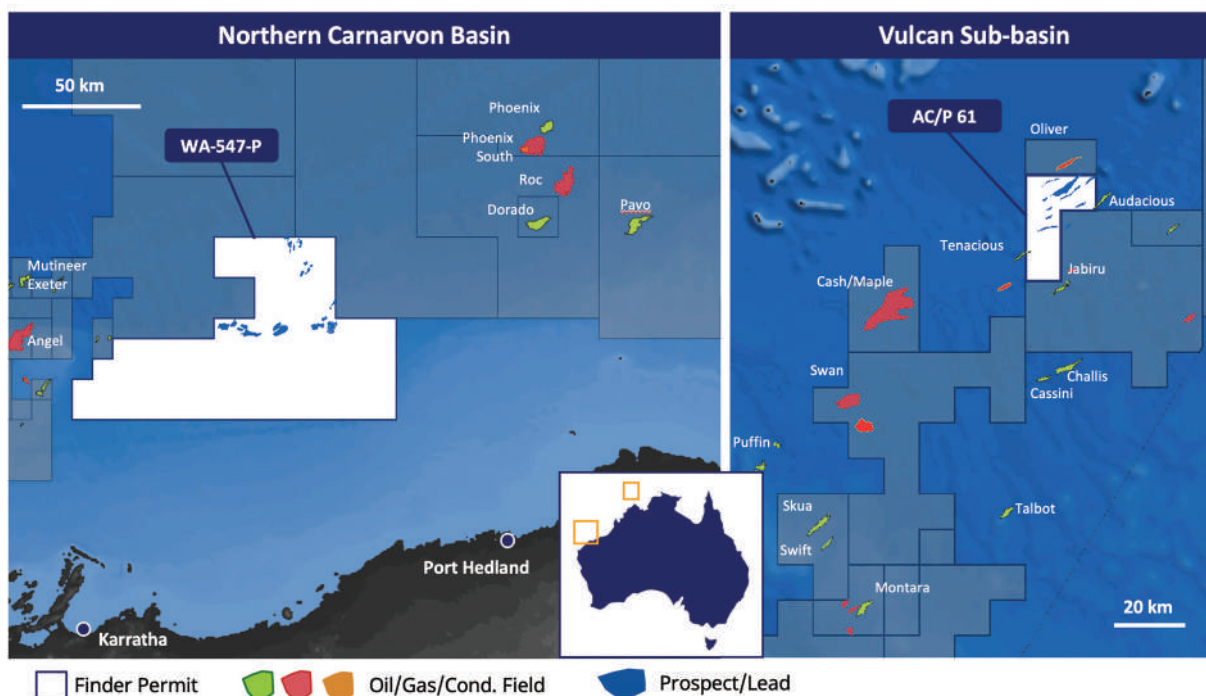 Northern Carnarvon Basin
50 km
WA-547-P
Phoenix
Phoenix
South
Roc
Dorado
Pavo
Mutineer
Exeter
Angel
Port Hedland
Karratha
Vulcan Sub-basin
AC/P 61
Oliver
Audacious
Tenacious
Jabiru
Cash/Maple
Swan
Challis
Cassini
Puffin
Skua
Talbot
Swift
Montara
20 km
Finder Permit
Oil/Gas/Cond. Field
Prospect/Lead